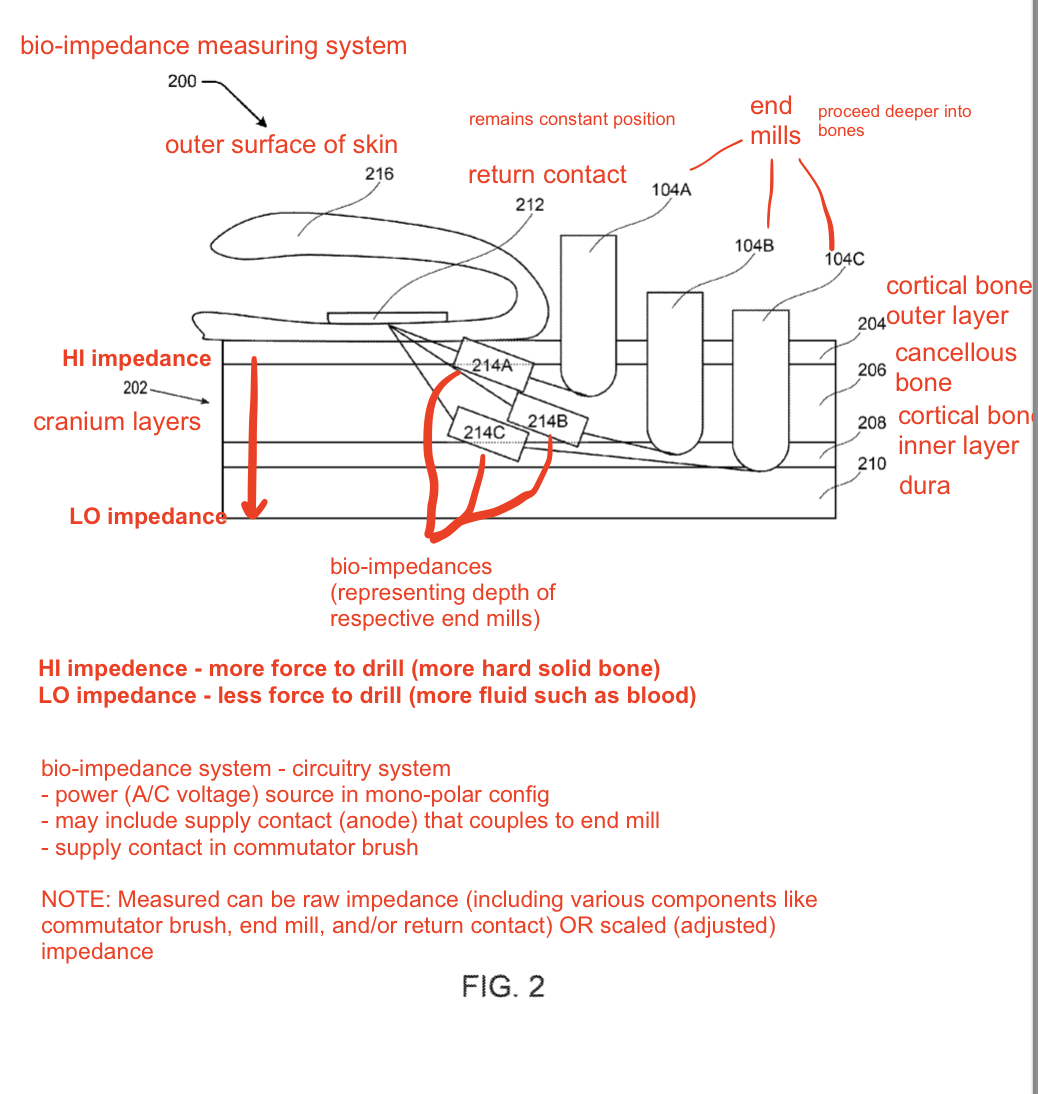 bio-impedance measuring system
200
outer surface of skin
216
remains constant position
return contact
212
end
mills
proceed deeper into
bones
104A
104B
104C
cortical bone
outer layer
204
cancellous
bone
206
cortical bon
inner layer
208
210
dura
HI impedance
202
cranium layers
LO impedance
214A
214B
214C
bio-impedances
(representing depth of
respective end mills)
HI impedence - more force to drill (more hard solid bone)
LO impedance - less force to drill (more fluid such as blood)
bio-impedance system - circuitry system
- power (A/C voltage) source in mono-polar config
- may include supply contact (anode) that couples to end mill
- supply contact in commutator brush
NOTE: Measured can be raw impedance (including various components like
commutator brush, end mill, and/or return contact) OR scaled (adjusted)
impedance
FIG. 2